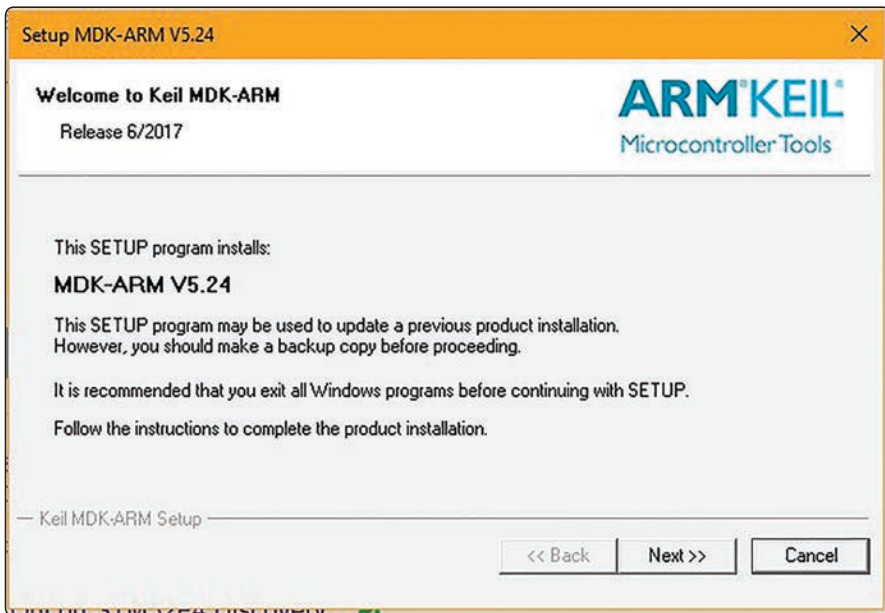 Setup MDK-ARM V5.24
Welcome to Keil MDK-ARM
Release 6/2017
ARM®KEIL®
Microcontroller Tools
This SETUP program installs:
MDK-ARM V5.24
This SETUP program may be used to update a previous product installation.
However, you should make a backup copy before proceeding.
It is recommended that you exit all Windows programs before continuing with SETUP.
Follow the instructions to complete the product installation.
Keil MDK-ARM Setup
<< Back
Next >>
Cancel